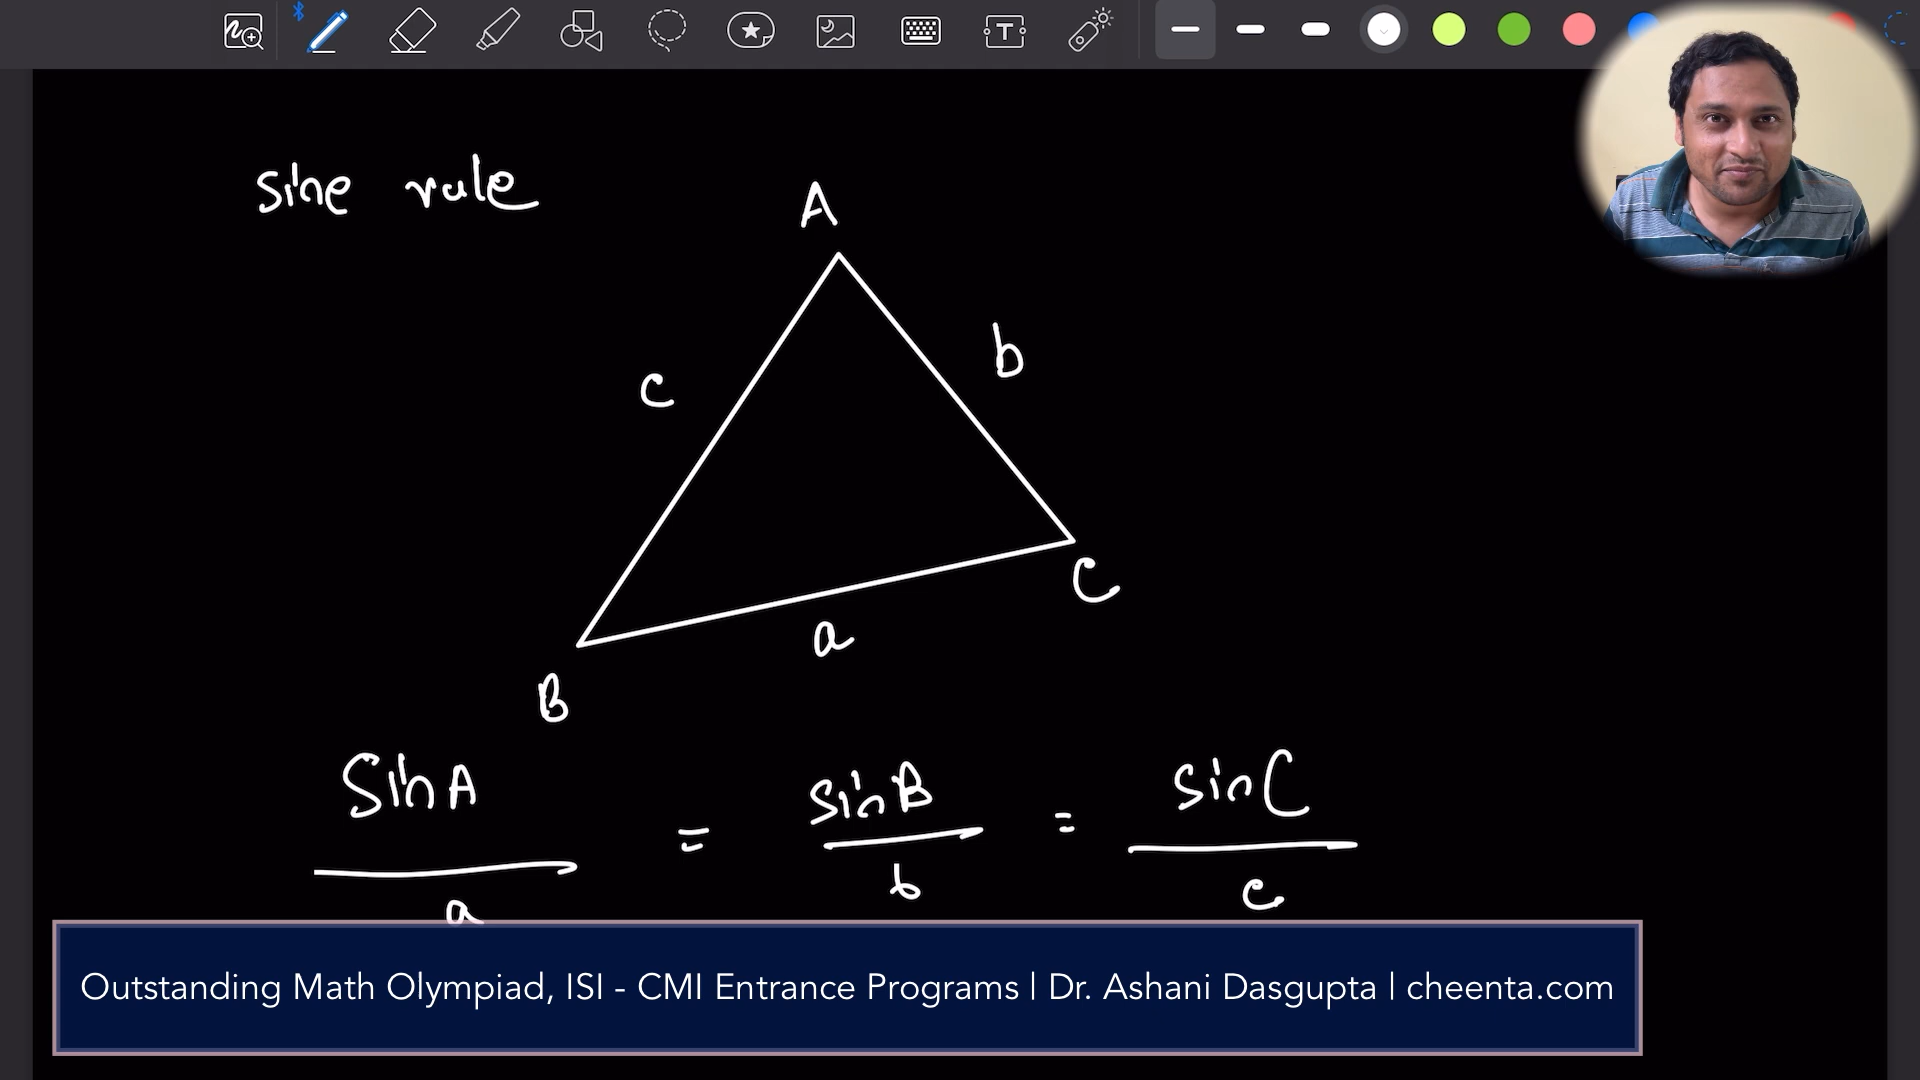 sine rule
A
b
c
C
a
B
SinA = sinB = sinC
a b c
Outstanding Math Olympiad, ISI - CMI Entrance Programs | Dr. Ashani Dasgupta | cheenta.com